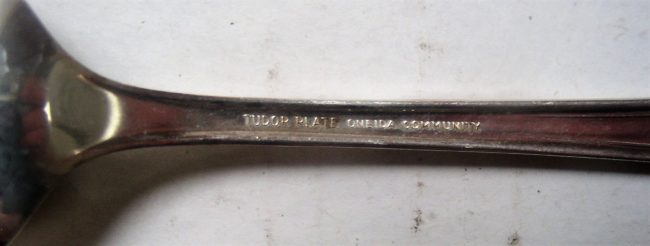 TUDOR PLATE ONEIDA COMMUNITY